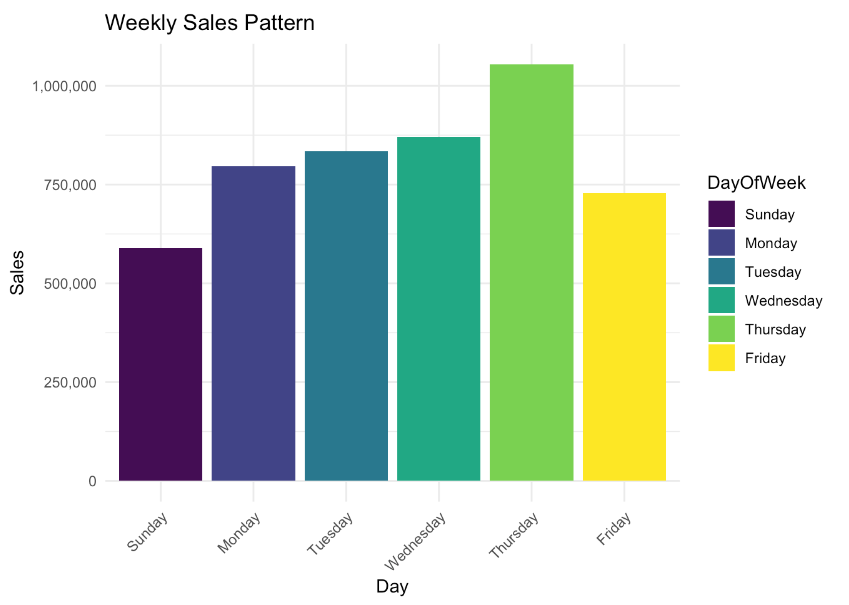 Weekly Sales Pattern
Sales
1,000,000
750,000
500,000
250,000
0
Sunday
Monday
Tuesday
Wednesday
Thursday
Friday
Day
DayOfWeek
Sunday
Monday
Tuesday
Wednesday
Thursday
Friday